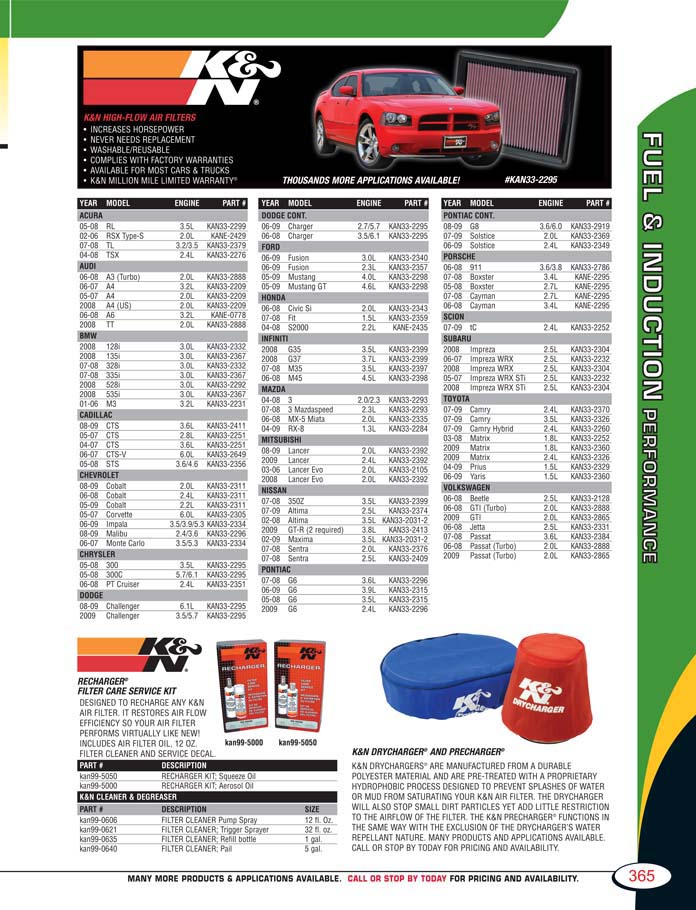 K&N®
K&N HIGH-FLOW AIR FILTERS
• INCREASES HORSEPOWER
• NEVER NEEDS REPLACEMENT
• WASHABLE/REUSABLE
• COMPLIES WITH FACTORY WARRANTIES
• AVAILABLE FOR MOST CARS & TRUCKS
• K&N MILLION MILE LIMITED WARRANTY®
THOUSANDS MORE APPLICATIONS AVAILABLE!
#KAN33-2295
YEAR MODEL ENGINE PART #
ACURA
05-08 RL 3.5L KAN33-2299
02-06 RSX Type-S 2.0L KANE-2429
07-08 TL 3.2/3.5 KAN33-2379
04-08 TSX 2.4L KAN33-2276
AUDI
06-08 A3 (Turbo) 2.0L KAN33-2888
06-07 A4 3.2L KAN33-2209
05-07 A4 2.0L KAN33-2209
2008 A4 (US) 2.0L KAN33-2209
06-08 A6 3.2L KANE-0778
2008 TT 2.0L KAN33-2888
BMW
2008 128i 3.0L KAN33-2332
2008 135i 3.0L KAN33-2367
07-08 328i 3.0L KAN33-2332
07-08 335i 3.0L KAN33-2367
2008 528i 3.0L KAN33-2292
2008 535i 3.0L KAN33-2367
01-06 M3 3.2L KAN33-2231
CADILLAC
08-09 CTS 3.6L KAN33-2411
05-07 CTS 2.8L KAN33-2251
04-07 CTS 3.6L KAN33-2251
06-07 CTS-V 6.0L KAN33-2649
05-08 STS 3.6/4.6 KAN33-2356
CHEVROLET
08-09 Cobalt 2.0L KAN33-2311
06-08 Cobalt 2.4L KAN33-2311
05-09 Cobalt 2.2L KAN33-2311
05-07 Corvette 6.0L KAN33-2305
06-09 Impala 3.5/3.9/5.3 KAN33-2334
08-09 Malibu 2.4/3.6 KAN33-2296
06-07 Monte Carlo 3.5/5.3 KAN33-2334
CHRYSLER
05-08 300 3.5L KAN33-2295
05-08 300C 5.7/6.1 KAN33-2295
06-08 PT Cruiser 2.4L KAN33-2351
DODGE
08-09 Challenger 6.1L KAN33-2295
2009 Challenger 3.5/5.7 KAN33-2295
YEAR MODEL ENGINE PART #
DODGE CONT.
06-09 Charger 2.7/5.7 KAN33-2295
06-08 Charger 3.5/6.1 KAN33-2295
FORD
06-09 Fusion 3.0L KAN33-2340
06-09 Fusion 2.3L KAN33-2357
05-09 Mustang 4.0L KAN33-2298
05-09 Mustang GT 4.6L KAN33-2298
HONDA
06-08 Civic Si 2.0L KAN33-2343
07-08 Fit 1.5L KAN33-2359
04-08 S2000 2.2L KANE-2435
INFINITI
2008 G35 3.5L KAN33-2399
2008 G37 3.7L KAN33-2399
07-08 M35 3.5L KAN33-2397
06-08 M45 4.5L KAN33-2398
MAZDA
04-08 3 2.0/2.3 KAN33-2293
07-08 3 Mazdaspeed 2.3L KAN33-2293
06-08 MX-5 Miata 2.0L KAN33-2335
04-09 RX-8 1.3L KAN33-2284
MITSUBISHI
08-09 Lancer 2.0L KAN33-2392
2009 Lancer 2.4L KAN33-2392
03-06 Lancer Evo 2.0L KAN33-2105
2008 Lancer Evo 2.0L KAN33-2392
NISSAN
07-08 350Z 3.5L KAN33-2399
07-09 Altima 2.5L KAN33-2374
02-08 Altima 3.5L KAN33-2031-2
2009 GT-R (2 required) 3.8L KAN33-2413
02-09 Maxima 3.5L KAN33-2031-2
07-08 Sentra 2.0L KAN33-2376
07-08 Sentra 2.5L KAN33-2409
PONTIAC
07-08 G6 3.6L KAN33-2296
06-09 G6 3.9L KAN33-2315
05-08 G6 3.5L KAN33-2315
2009 G6 2.4L KAN33-2296
YEAR MODEL ENGINE PART #
PONTIAC CONT.
08-09 G8 3.6/6.0 KAN33-2919
07-09 Solstice 2.0L KAN33-2369
06-09 Solstice 2.4L KAN33-2349
PORSCHE
06-08 911 3.6/3.8 KAN33-2786
07-08 Boxster 3.4L KANE-2295
05-08 Boxster 2.7L KANE-2295
07-08 Cayman 2.7L KANE-2295
06-08 Cayman 3.4L KANE-2295
SCION
07-09 tC 2.4L KAN33-2252
SUBARU
2008 Impreza 2.5L KAN33-2304
06-07 Impreza WRX 2.5L KAN33-2232
2008 Impreza WRX 2.5L KAN33-2304
05-07 Impreza WRX STi 2.5L KAN33-2232
2008 Impreza WRX STi 2.5L KAN33-2304
TOYOTA
07-09 Camry 2.4L KAN33-2370
07-09 Camry 3.5L KAN33-2326
07-09 Camry Hybrid 2.4L KAN33-2260
03-08 Matrix 1.8L KAN33-2252
2009 Matrix 1.8L KAN33-2360
2009 Matrix 2.4L KAN33-2326
04-09 Prius 1.5L KAN33-2329
06-09 Yaris 1.5L KAN33-2360
VOLKSWAGEN
06-08 Beetle 2.5L KAN33-2128
06-08 GTI (Turbo) 2.0L KAN33-2888
2009 GTI 2.0L KAN33-2865
06-08 Jetta 2.5L KAN33-2331
07-08 Passat 3.6L KAN33-2384
06-08 Passat (Turbo) 2.0L KAN33-2888
2009 Passat (Turbo) 2.0L KAN33-2865
FUEL & INDUCTION PERFORMANCE
K&N®
RECHARGER®
FILTER CARE SERVICE KIT
DESIGNED TO RECHARGE ANY K&N
AIR FILTER. IT RESTORES AIR FLOW
EFFICIENCY SO YOUR AIR FILTER
PERFORMS VIRTUALLY LIKE NEW!
INCLUDES AIR FILTER OIL, 12 OZ.
FILTER CLEANER AND SERVICE DECAL.
K&N
RECHARGER
K&N
RECHARGER
kan99-5000 kan99-5050
PART # DESCRIPTION
kan99-5050 RECHARGER KIT; Squeeze Oil
kan99-5000 RECHARGER KIT; Aerosol Oil
K&N CLEANER & DEGREASER
PART # DESCRIPTION SIZE
kan99-0606 FILTER CLEANER Pump Spray 12 fl. Oz.
kan99-0621 FILTER CLEANER; Trigger Sprayer 32 fl. oz.
kan99-0635 FILTER CLEANER; Refill bottle 1 gal.
kan99-0640 FILTER CLEANER; Pail 5 gal.
K&N
K&N
DRYCHARGER
K&N DRYCHARGER® AND PRECHARGER®
K&N DRYCHARGERS® ARE MANUFACTURED FROM A DURABLE
POLYESTER MATERIAL AND ARE PRE-TREATED WITH A PROPRIETARY
HYDROPHOBIC PROCESS DESIGNED TO PREVENT SPLASHES OF WATER
OR MUD FROM SATURATING YOUR K&N AIR FILTER. THE DRYCHARGER
WILL ALSO STOP SMALL DIRT PARTICLES YET ADD LITTLE RESTRICTION
TO THE AIRFLOW OF THE FILTER. THE K&N PRECHARGER® FUNCTIONS IN
THE SAME WAY WITH THE EXCLUSION OF THE DRYCHARGER'S WATER
REPELLANT NATURE. MANY PRODUCTS AND APPLICATIONS AVAILABLE.
CALL OR STOP BY TODAY FOR PRICING AND AVAILABILITY.
MANY MORE PRODUCTS & APPLICATIONS AVAILABLE. CALL OR STOP BY TODAY FOR PRICING AND AVAILABILITY.
365